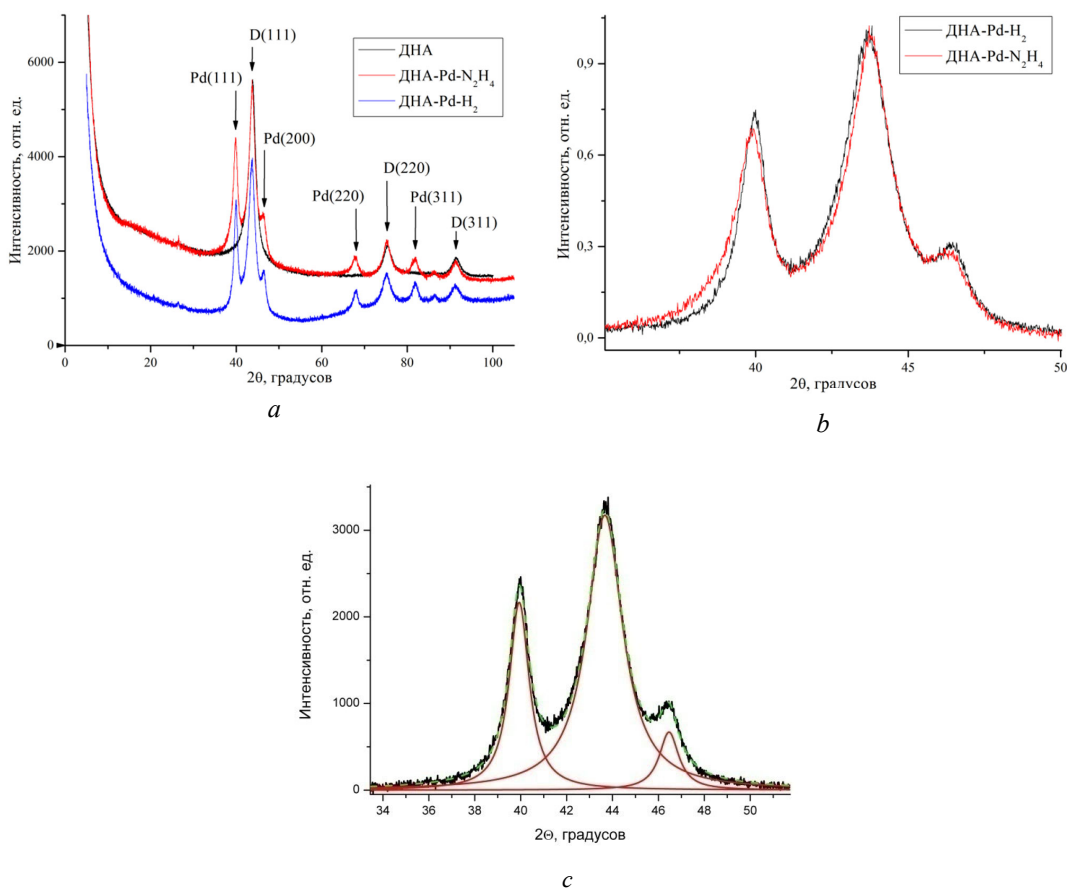 D(111)
Pd(111)
Pd(200)
Pd(220)
D(220)
Pd(311)
D(311)
ДНА
ДНА-Pd-N₂H₄
ДНА-Pd-H₂
Интенсивность, отн. ед.
6000
4000
2000
0
0 20 40 60 80 100
2θ, градусов
a
ДНА-Pd-H₂
ДНА-Pd-N₂H₄
Интенсивность, отн. ед.
0,9
0,6
0,3
0,0
40 45 50
2θ, градусов
b
Интенсивность, отн. ед.
3000
2000
1000
0
34 36 38 40 42 44 46 48 50
2Θ, градусов
c